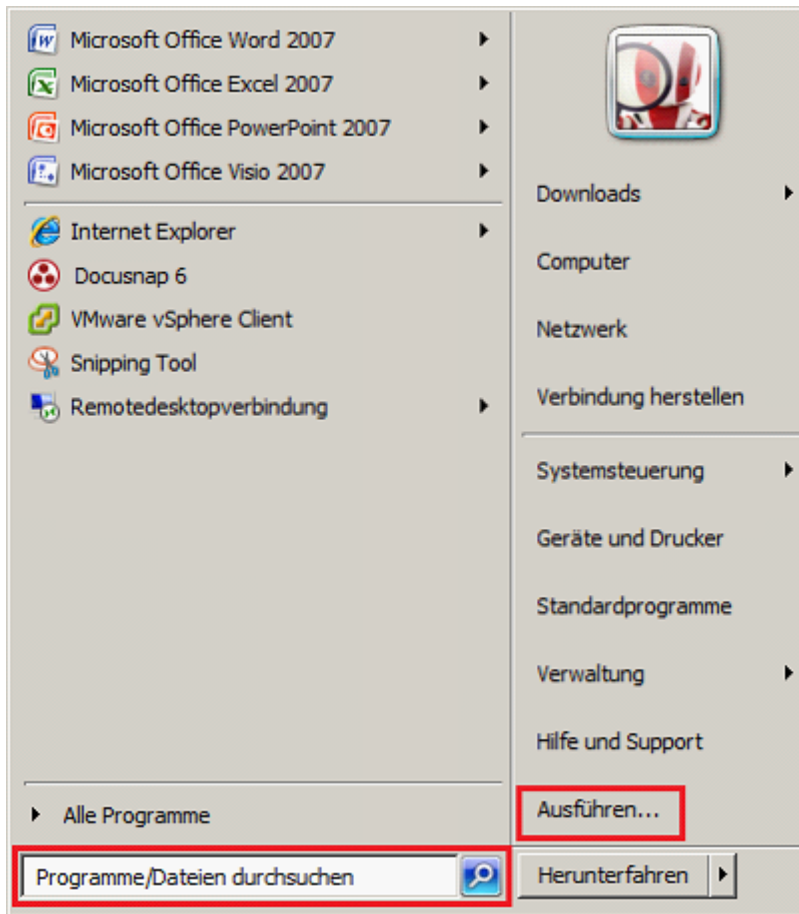 Microsoft Office Word 2007
Microsoft Office Excel 2007
Microsoft Office PowerPoint 2007
Microsoft Office Visio 2007
Internet Explorer
Docusnap 6
VMware vSphere Client
Snipping Tool
Remotedesktopverbindung
Alle Programme
Programme/Dateien durchsuchen
Downloads
Computer
Netzwerk
Verbindung herstellen
Systemsteuerung
Geräte und Drucker
Standardprogramme
Verwaltung
Hilfe und Support
Ausführen...
Herunterfahren